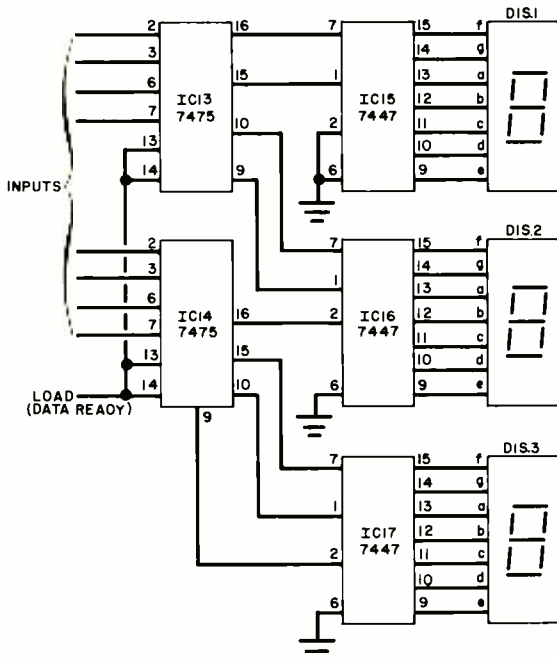 DIS.1
2 16 7 15 f
3 14 g
6 IC13 15 1 IC15 13 a
7 7475 7447 12 b
13 10 2 11 c
14 9 6 10 d
9 e
INPUTS
DIS.2
2 7 15 f
3 1 14 g
6 IC14 16 2 IC16 13 a
7 7475 7447 12 b
13 15 11 c
14 10 6 10 d
9 9 e
LOAD
(DATA READY)
DIS.3
7 15 f
14 g
1 IC17 13 a
7447 12 b
2 11 c
10 d
6 9 e